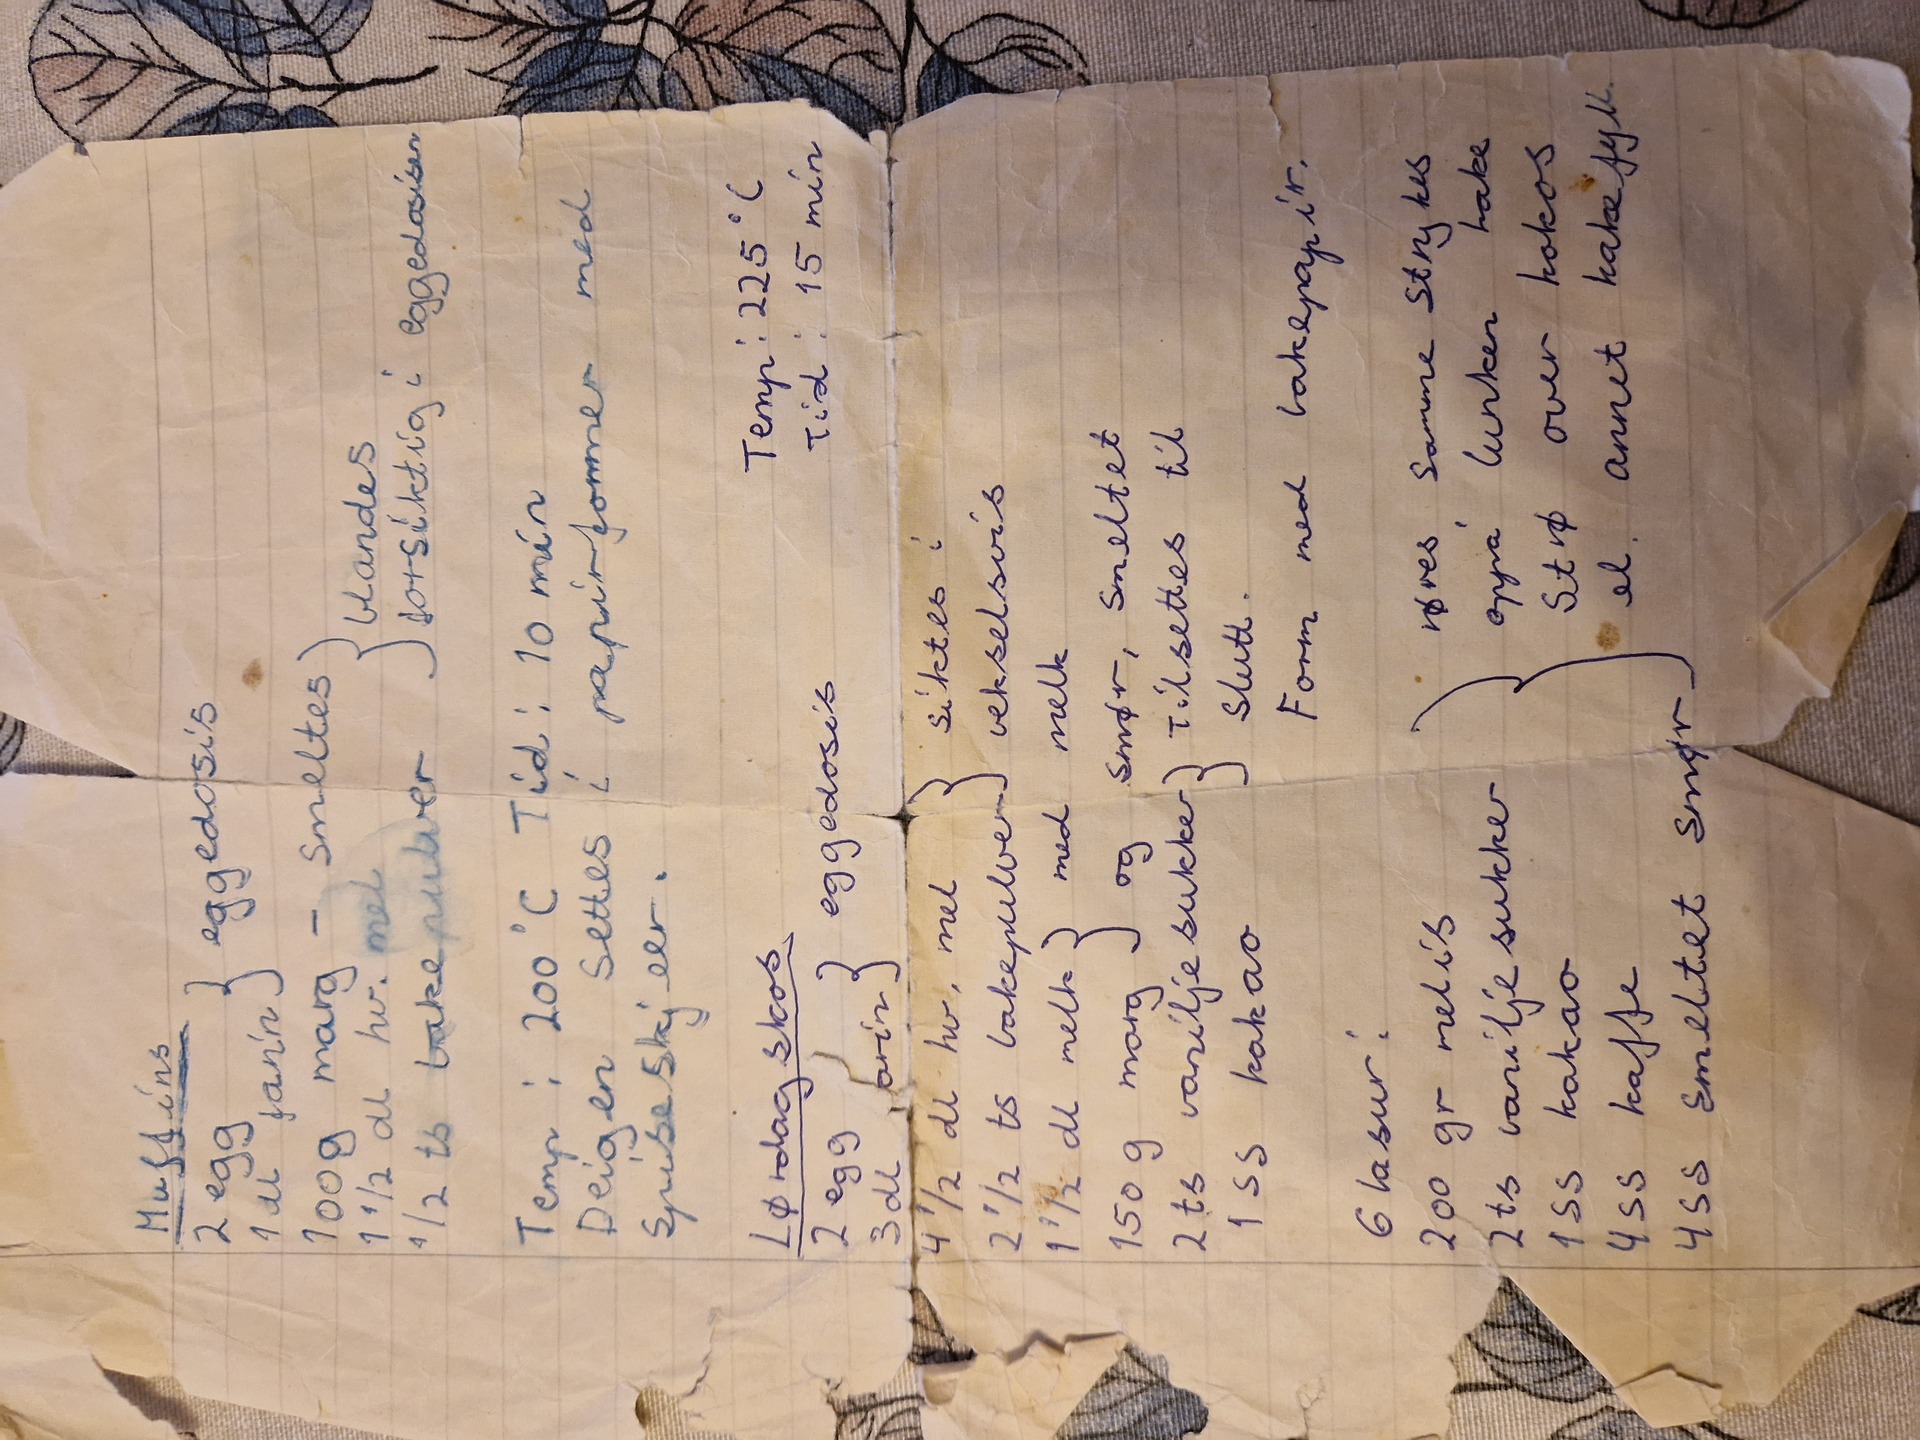 Muffins
2 egg } eggedosis
1 dl farin
100g marg - smeltes
1 1/2 dl hv. mel } blandes
1/2 ts bakepulver forsiktig i eggedosisen
Temp: 200°C Tid: 10 min
Deigen settes i papirformer med
spiseskjeer.
Lørdagskos Temp: 225°C
2 egg } eggedosis Tid: 15 min
3 dl farin
4 1/2 dl hv. mel } siktes i
2 1/2 ts bakepulver vekselsvis
1 1/2 dl melk } med melk
150 g marg og smør, smeltet
2 ts vaniljesukker } Tilsettes til
1 ss kakao slutt.
Form med bakepapir.
Glasur:
200 gr melis } røres samme strykes
2 ts vaniljesukker oppå lunken kake
1 ss kakao Strø over kokos
4 ss kaffe el. annet kakefyll.
4 ss smeltet smør